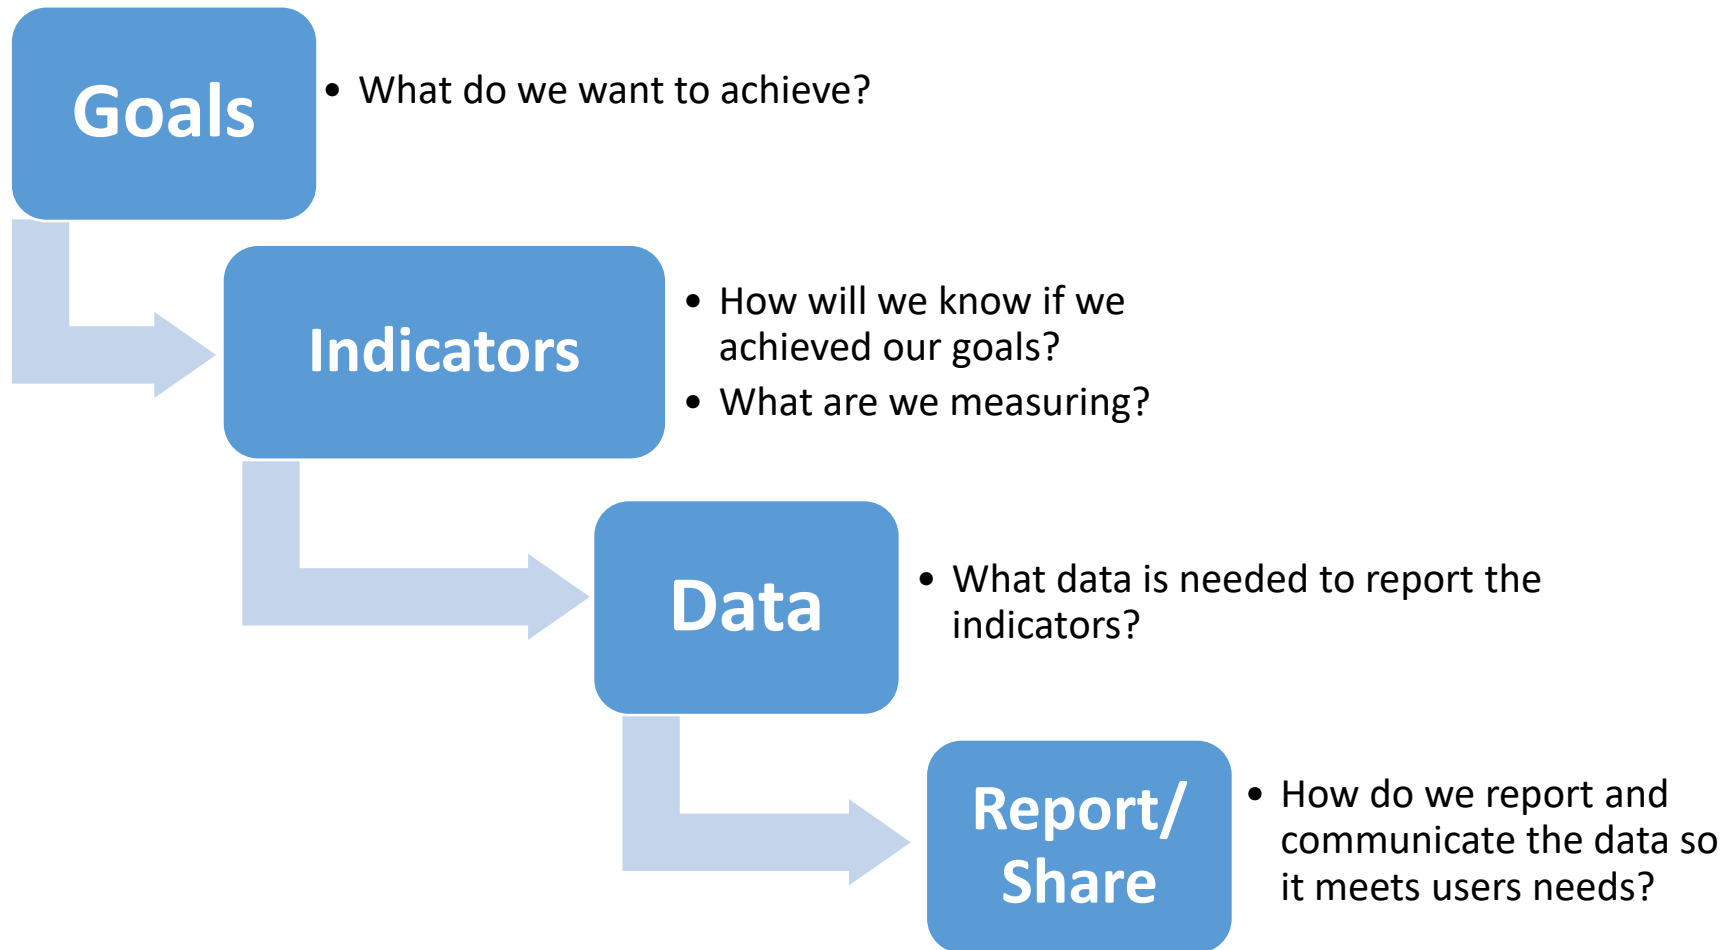 Goals
• What do we want to achieve?
Indicators
• How will we know if we
achieved our goals?
• What are we measuring?
Data
• What data is needed to report the
indicators?
Report/
Share
• How do we report and
communicate the data so
it meets users needs?